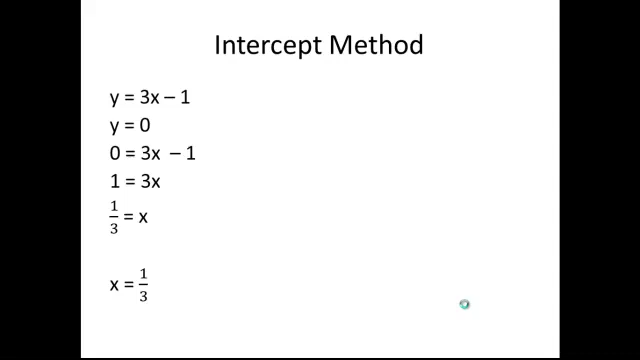 Intercept Method
y = 3x – 1
y = 0
0 = 3x – 1
1 = 3x
1/3 = x
x = 1/3